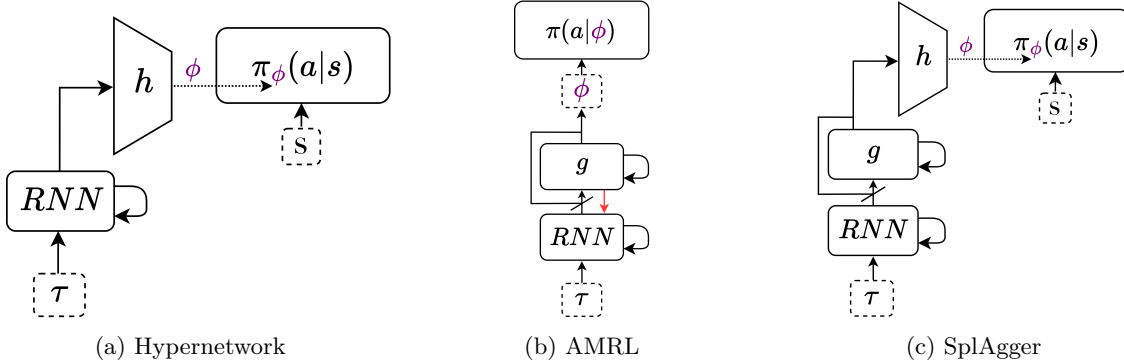 h
ϕ
π_ϕ(a|s)
s
RNN
τ
(a) Hypernetwork
π(a|ϕ)
ϕ
g
RNN
τ
(b) AMRL
h
ϕ
π_ϕ(a|s)
s
g
RNN
τ
(c) SplAgger